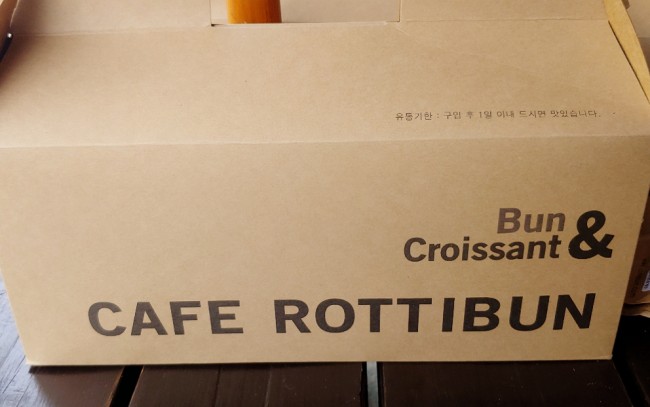 유통기한 : 구입 후 1일 이내 드시면 맛있습니다.
Bun
Croissant &
CAFE ROTTIBUN